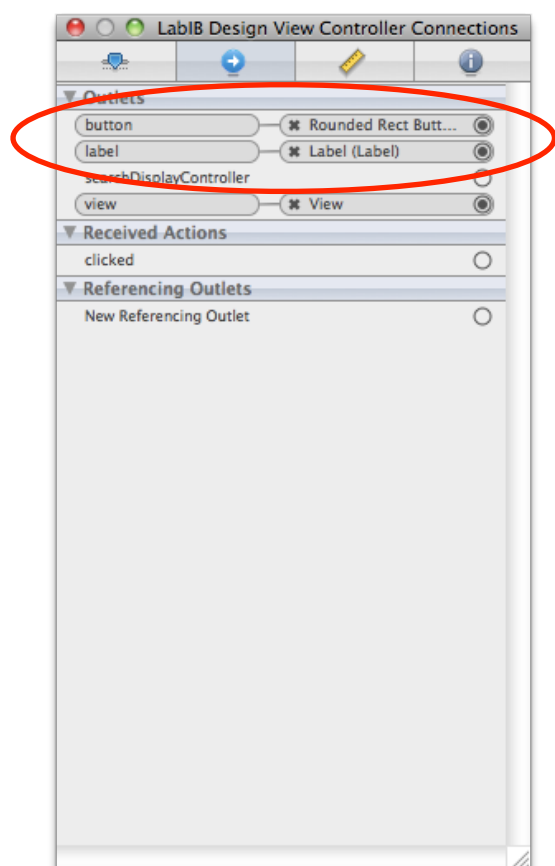 LabIB Design View Controller Connections
Outlets
button Rounded Rect Butt...
label Label (Label)
searchDisplayController
view View
Received Actions
clicked
Referencing Outlets
New Referencing Outlet